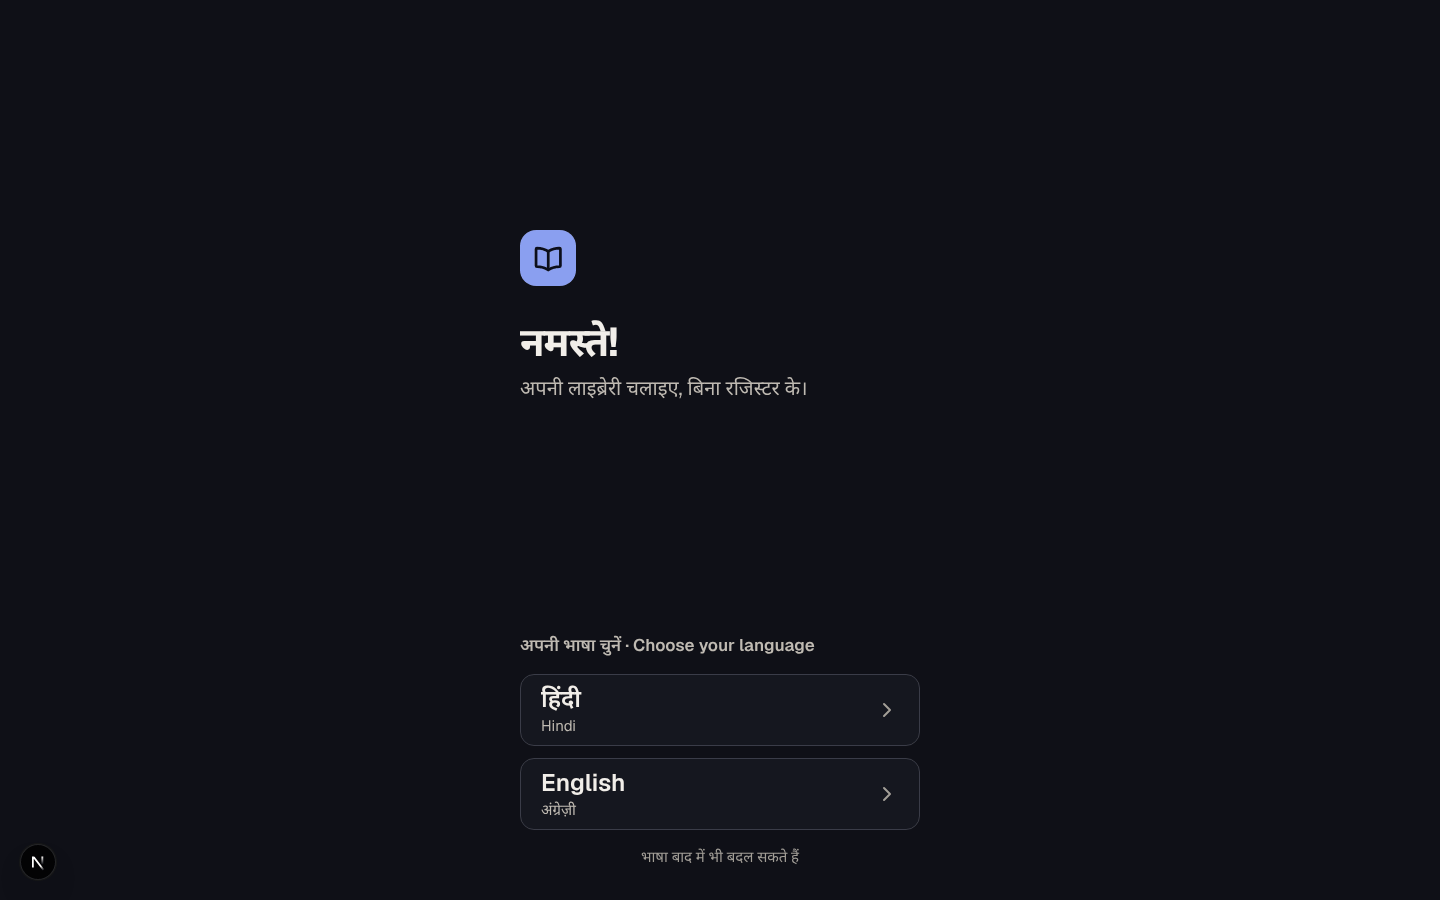 नमस्ते!
अपनी लाइब्रेरी चलाइए, बिना रजिस्टर के।
अपनी भाषा चुनें · Choose your language
हिंदी
Hindi
English
अंग्रेज़ी
भाषा बाद में भी बदल सकते हैं
N